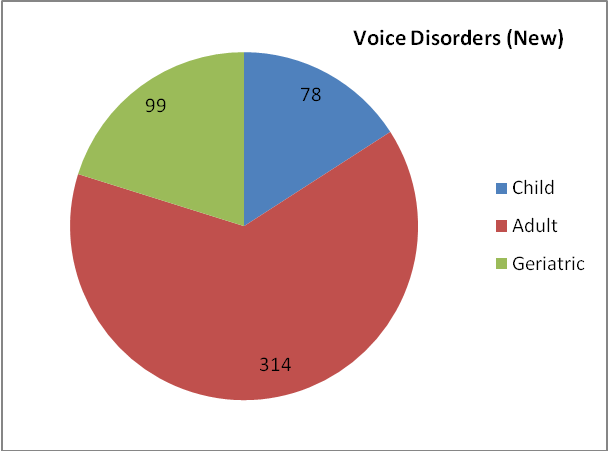 Voice Disorders (New)
78
99
314
Child
Adult
Geriatric